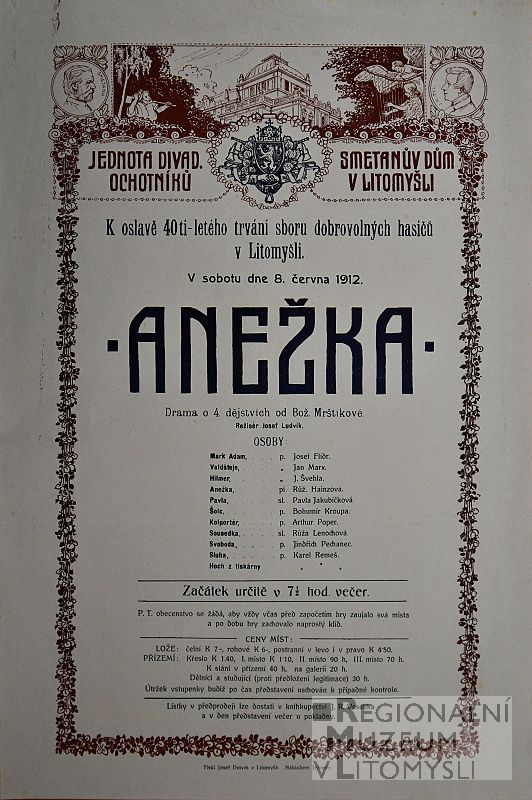 JEDNOTA DIVAD. OCHOTNÍKŮ
SMETANŮV DŮM V LITOMYŠLI
K oslavě 40ti-letého trvání sboru dobrovolných hasičů
v Litomyšli.
V sobotu dne 8. června 1912.
·ANEŽKA·
Drama o 4. dějstvích od Bož. Mrštíkové.
Režisér Josef Ludvík.
OSOBY:
Mark Adam, . . . . p. Josef Flídr.
Valdštejn, . . . . „ Jan Marx.
Hilmer, . . . . „ J. Švehla.
Anežka, . . . . pí. Růž. Hainzova.
Pavla, . . . . sl. Pavla Jakubíčková.
Šolc, . . . . p. Bohumír Kroupa.
Kolportér, . . . . p. Arthur Poper.
Sousedka, . . . . sl. Růža Lenochová.
Svoboda, . . . . p. Jindřich Pechanec.
Sluha, . . . . p. Karel Remeš.
Hoch z tiskárny * * *
Začátek určitě v 7½ hod. večer.
P. T. obecenstvo se žádá, aby vždy včas před započetím hry zaujalo svá místa
a po dobu hry zachovalo naprostý klid.
CENY MÍST:
LOŽE: čelní K 7·-, rohové K 6·-, postranní v levo i v pravo K 4·50.
PŘÍZEMÍ: Křeslo K 1.40, I. místo K 1·10, II. místo 90 h, III. místo 70 h.
K stání v přízemí 40 h, na galerii 20 h.
Dělníci a studující (proti předložení legitimace) 30 h.
Útržek vstupenky budiž po čas představení uschován k případné kontrole.
Lístky v předprodeji lze dostati v knihkupectví J. R.
a v den představení večer u pokladny.
Tiskl Josef Dmych v Litomyšli. Nákladem
REGIONÁLNÍ
MUZEUM
V LITOMYŠLI